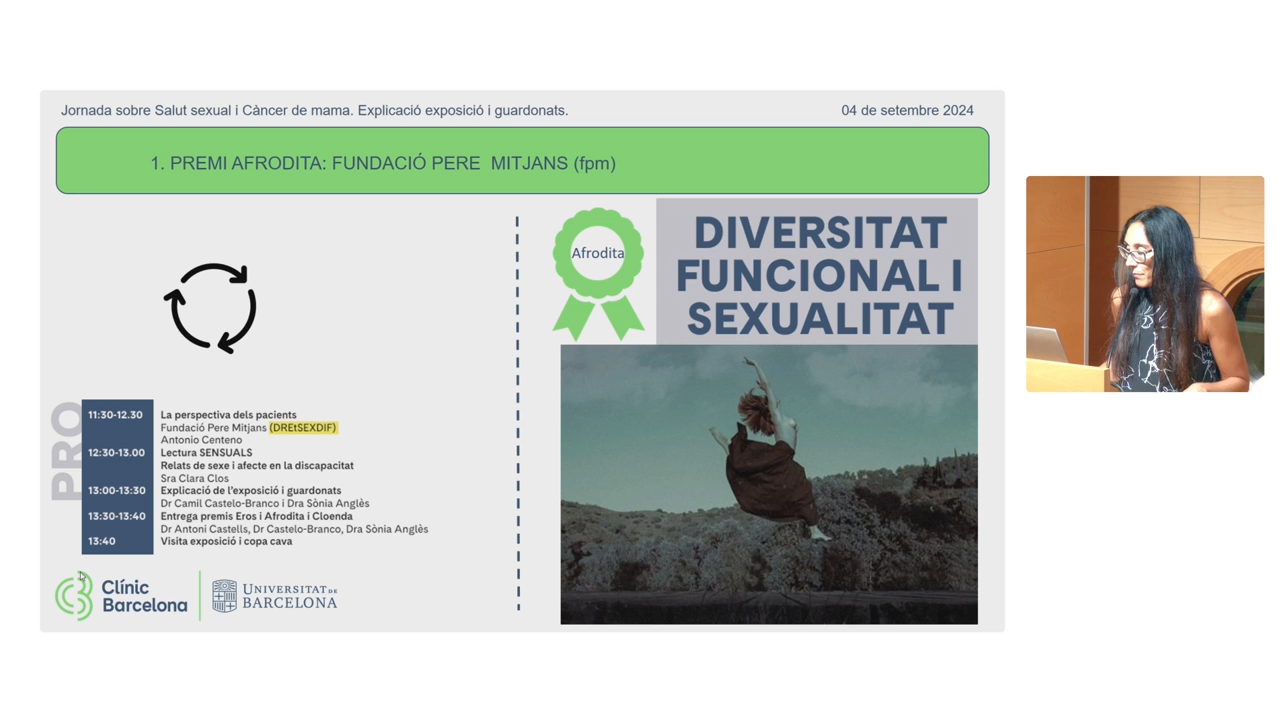 Jornada sobre Salut sexual i Càncer de mama. Explicació exposició i guardonats.
04 de setembre 2024
1. PREMI AFRODITA: FUNDACIÓ PERE MITJANS (fpm)
Afrodita
DIVERSITAT
FUNCIONAL I
SEXUALITAT
PRO
11:30-12.30 La perspectiva dels pacients
Fundació Pere Mitjans (DREtSEXDIF)
Antonio Centeno
12:30-13.00 Lectura SENSUALS
Relats de sexe i afecte en la discapacitat
Sra Clara Clos
13:00-13:30 Explicació de l'exposició i guardonats
Dr Camil Castelo-Branco i Dra Sònia Anglès
13:30-13:40 Entrega premis Eros i Afrodita i Cloenda
Dr Antoni Castells, Dr Castelo-Branco, Dra Sònia Anglès
13:40 Visita exposició i copa cava
Clínic
Barcelona
UNIVERSITAT DE
BARCELONA